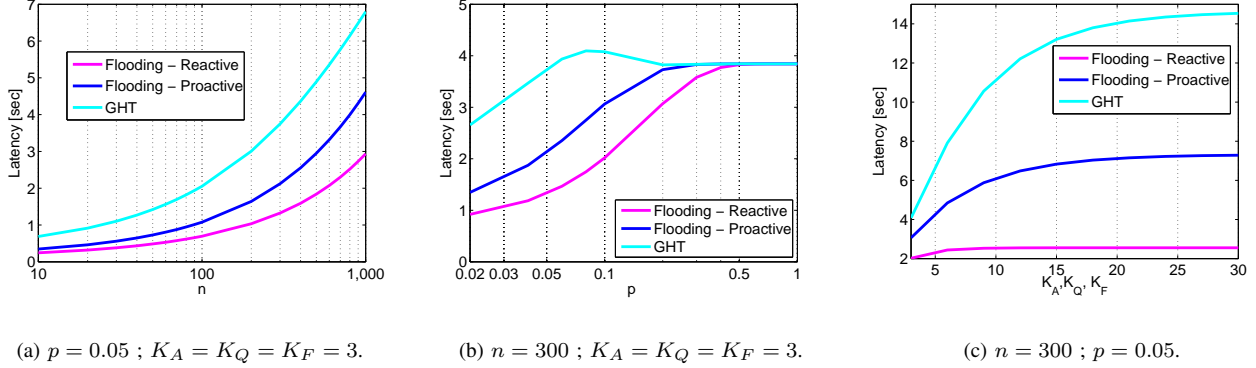 7
6
5
4
3
2
1
0
Latency [sec]
Flooding − Reactive
Flooding − Proactive
GHT
10
100
1,000
n
(a) p = 0.05 ; K_A = K_Q = K_F = 3.
5
4
3
2
1
0
Latency [sec]
Flooding − Reactive
Flooding − Proactive
GHT
0.02 0.03 0.05 0.1 0.5 1
p
(b) n = 300 ; K_A = K_Q = K_F = 3.
14
12
10
8
6
4
2
Latency [sec]
Flooding − Reactive
Flooding − Proactive
GHT
5 10 15 20 25 30
K_A, K_Q, K_F
(c) n = 300 ; p = 0.05.